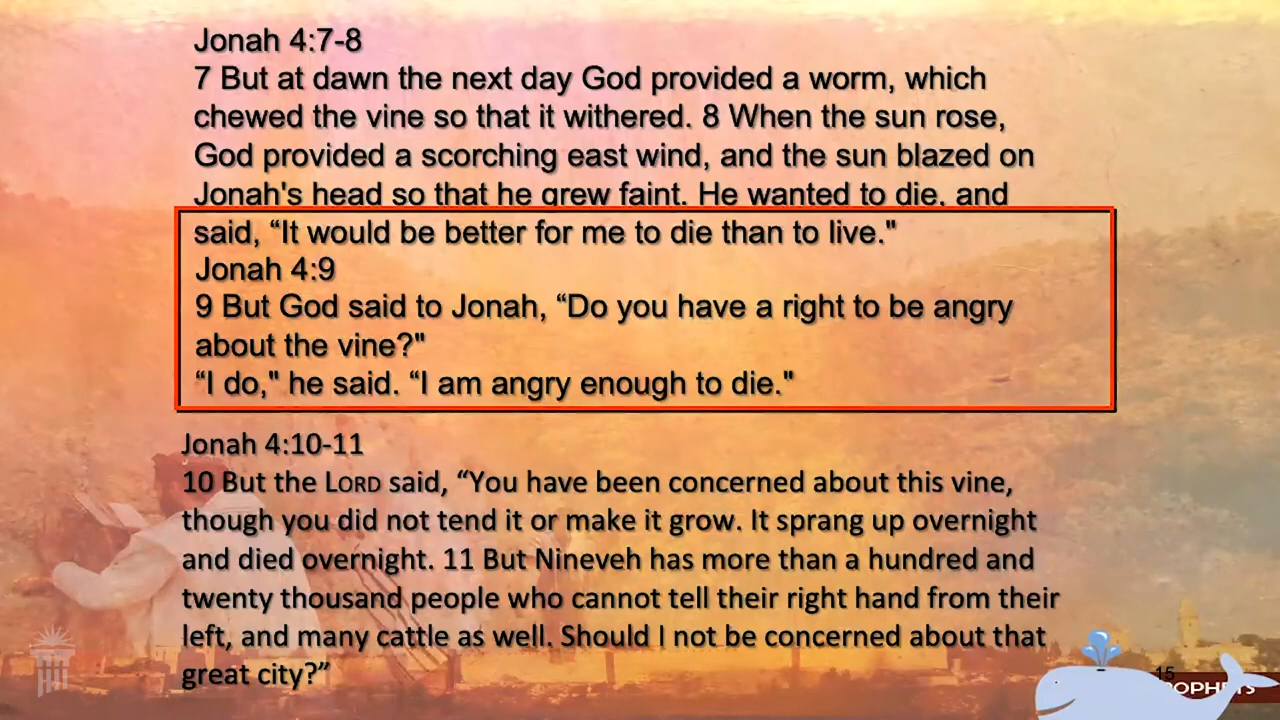 Jonah 4:7-8
7 But at dawn the next day God provided a worm, which
chewed the vine so that it withered. 8 When the sun rose,
God provided a scorching east wind, and the sun blazed on
Jonah's head so that he grew faint. He wanted to die, and
said, “It would be better for me to die than to live."
Jonah 4:9
9 But God said to Jonah, “Do you have a right to be angry
about the vine?"
“I do," he said. “I am angry enough to die."
Jonah 4:10-11
10 But the LORD said, “You have been concerned about this vine,
though you did not tend it or make it grow. It sprang up overnight
and died overnight. 11 But Nineveh has more than a hundred and
twenty thousand people who cannot tell their right hand from their
left, and many cattle as well. Should I not be concerned about that
great city?”
15